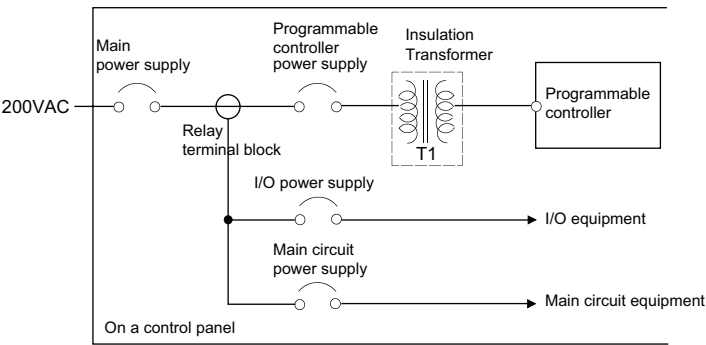 Main
power supply
Programmable
controller
power supply
Insulation
Transformer
200VAC
Programmable
controller
Relay
terminal block
T1
I/O power supply
I/O equipment
Main circuit
power supply
Main circuit equipment
On a control panel